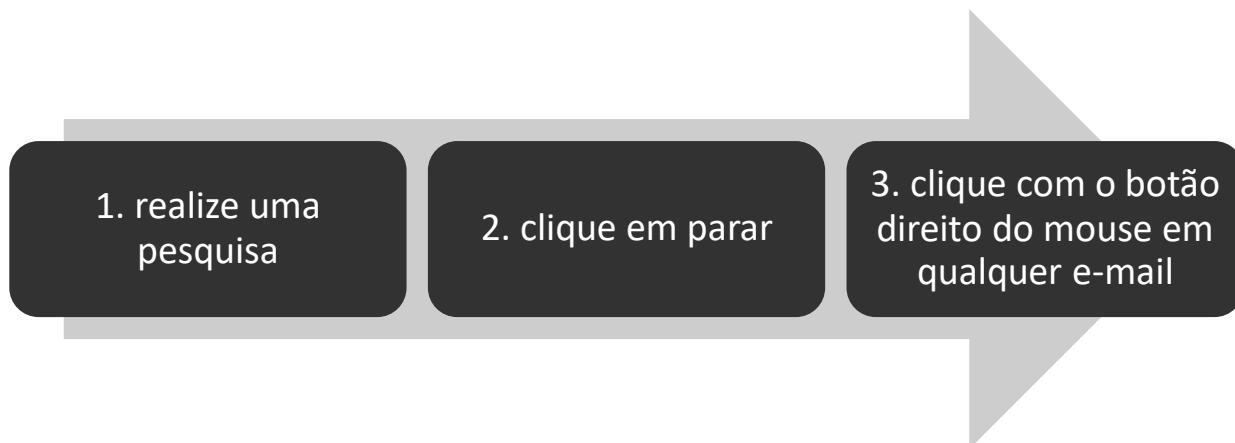 1. realize uma
pesquisa
2. clique em parar
3. clique com o botão
direito do mouse em
qualquer e-mail